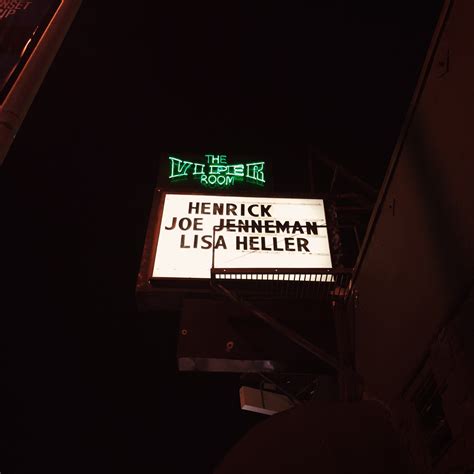 THE
VIPER
ROOM
HENRICK
JOE JENNEMAN
LISA HELLER